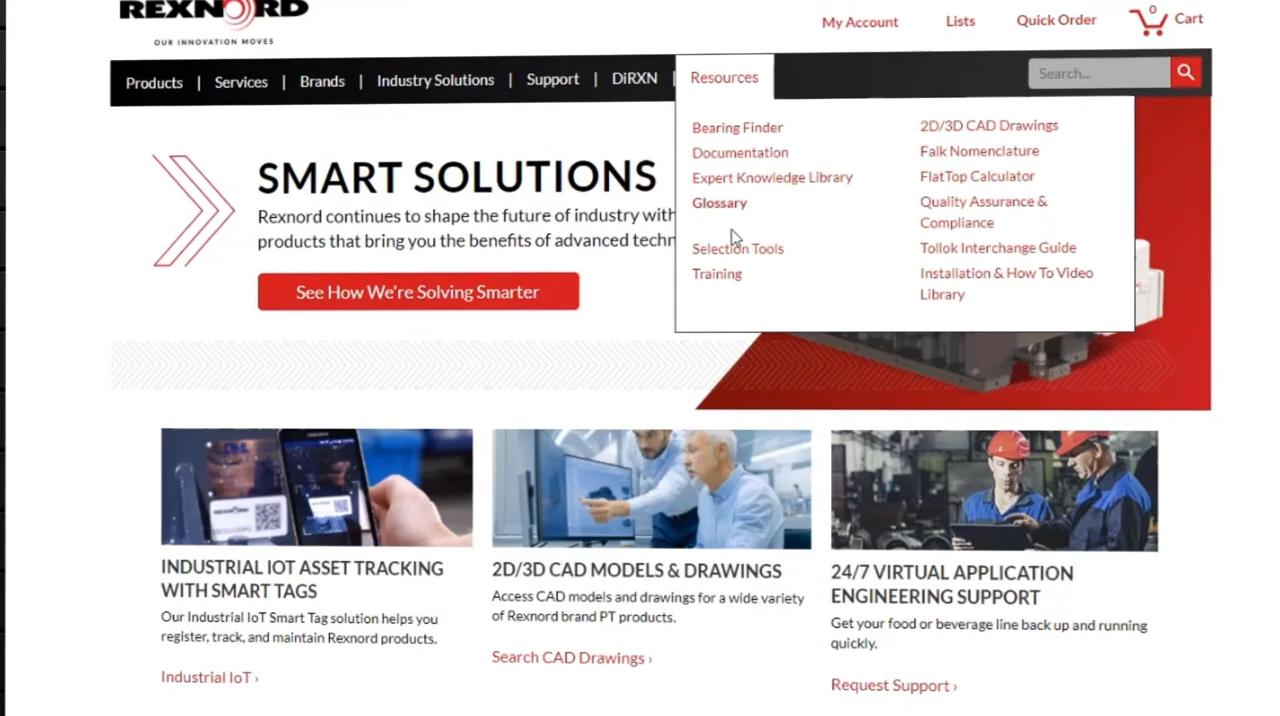 REXNORD
OUR INNOVATION MOVES
My Account
Lists
Quick Order
0
Cart
Products | Services | Brands | Industry Solutions | Support | DiRXN | Resources
Search...
Bearing Finder
Documentation
Expert Knowledge Library
Glossary
Selection Tools
Training
2D/3D CAD Drawings
Falk Nomenclature
FlatTop Calculator
Quality Assurance &
Compliance
Tollok Interchange Guide
Installation & How To Video
Library
SMART SOLUTIONS
Rexnord continues to shape the future of industry with
products that bring you the benefits of advanced techn
See How We're Solving Smarter
INDUSTRIAL IOT ASSET TRACKING
WITH SMART TAGS
Our Industrial IoT Smart Tag solution helps you
register, track, and maintain Rexnord products.
Industrial IoT ›
2D/3D CAD MODELS & DRAWINGS
Access CAD models and drawings for a wide variety
of Rexnord brand PT products.
Search CAD Drawings ›
24/7 VIRTUAL APPLICATION
ENGINEERING SUPPORT
Get your food or beverage line back up and running
quickly.
Request Support ›